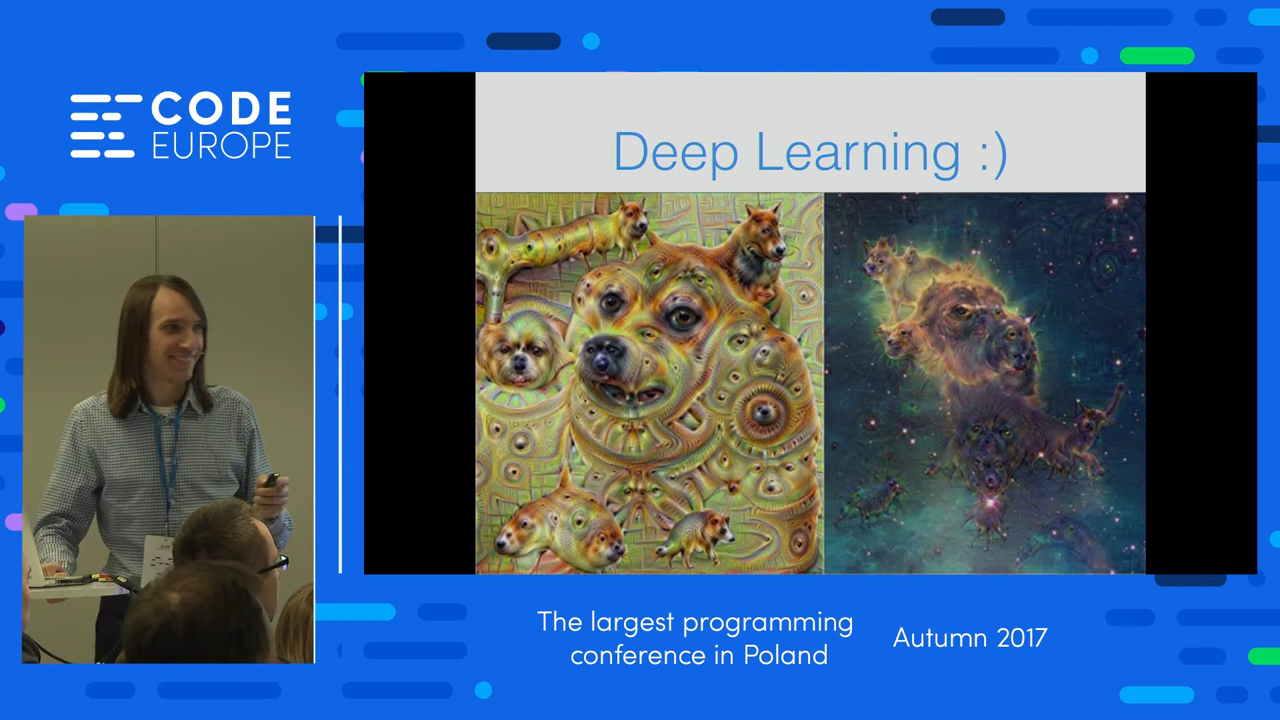 CODE
EUROPE
Deep Learning :)
The largest programming
conference in Poland
Autumn 2017